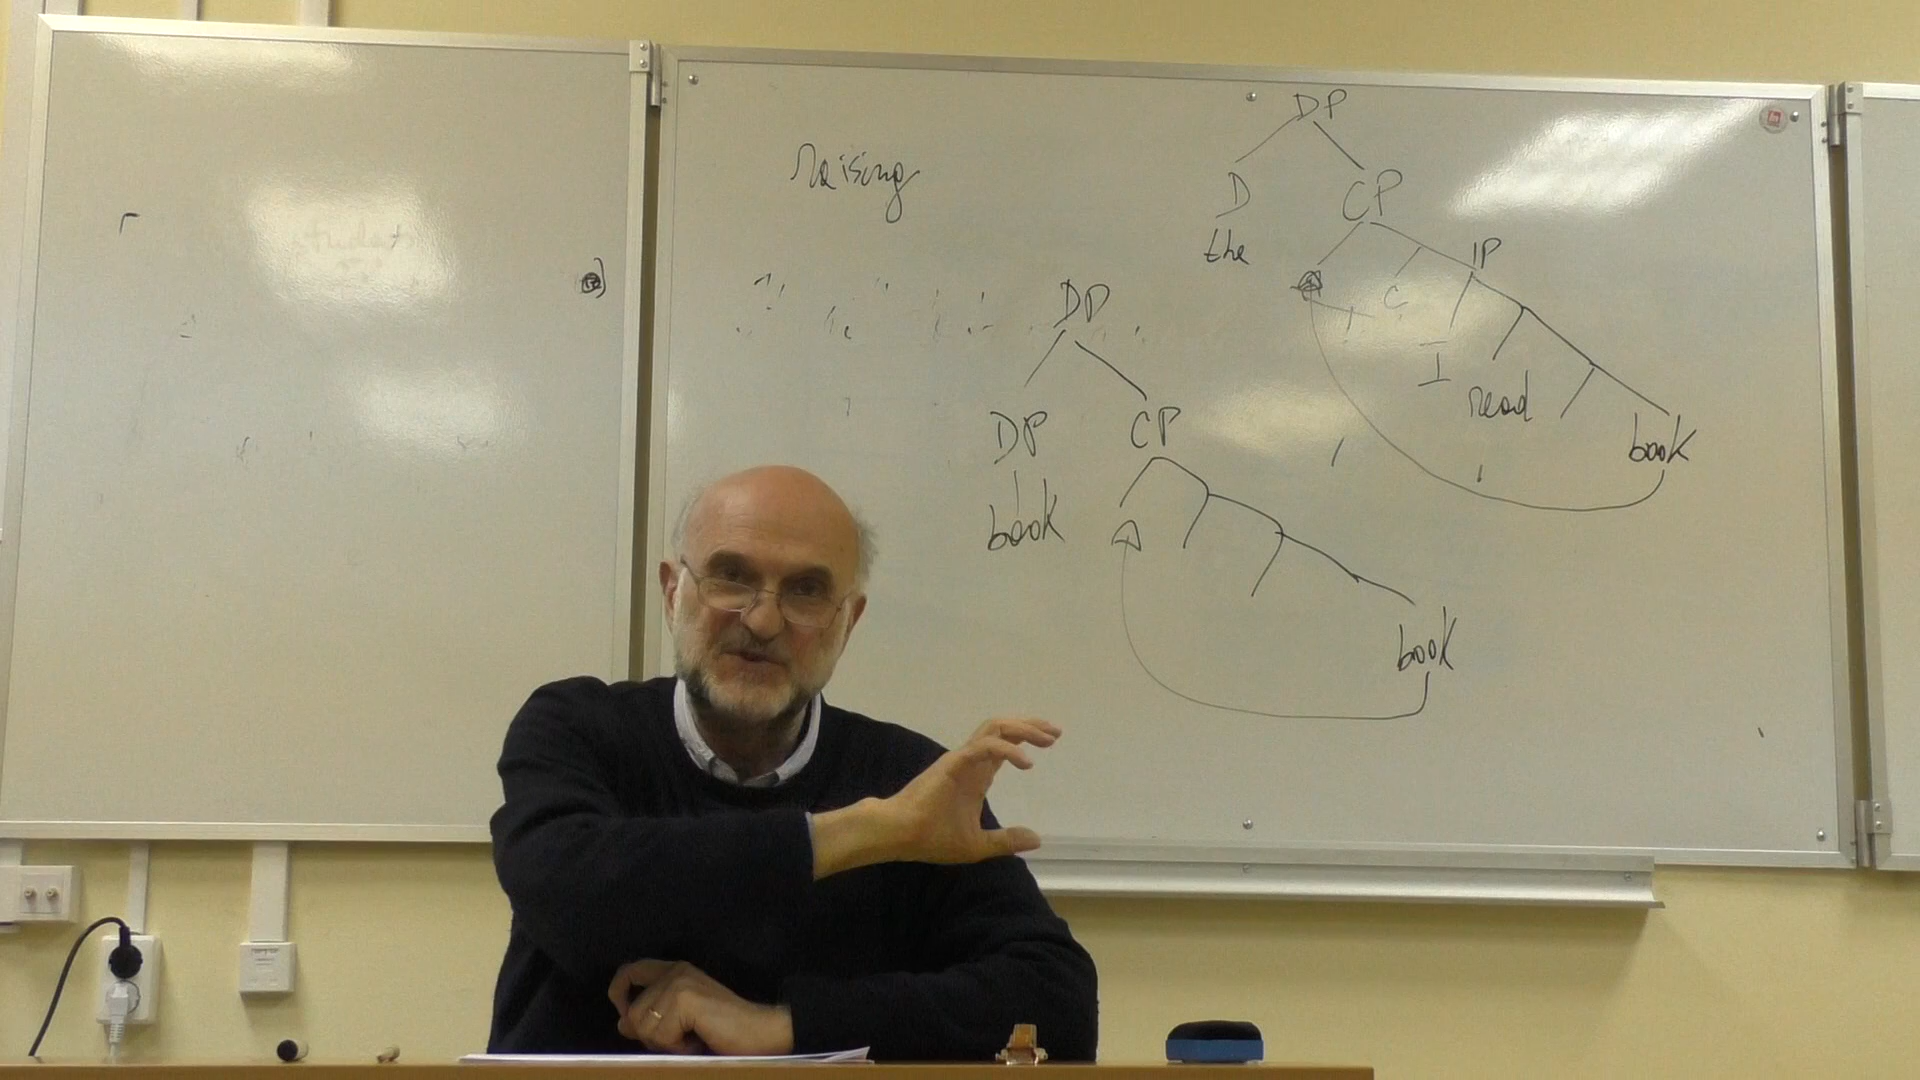 raising
DP
D CP
the
C IP
I read book
DP
DP CP
book
book